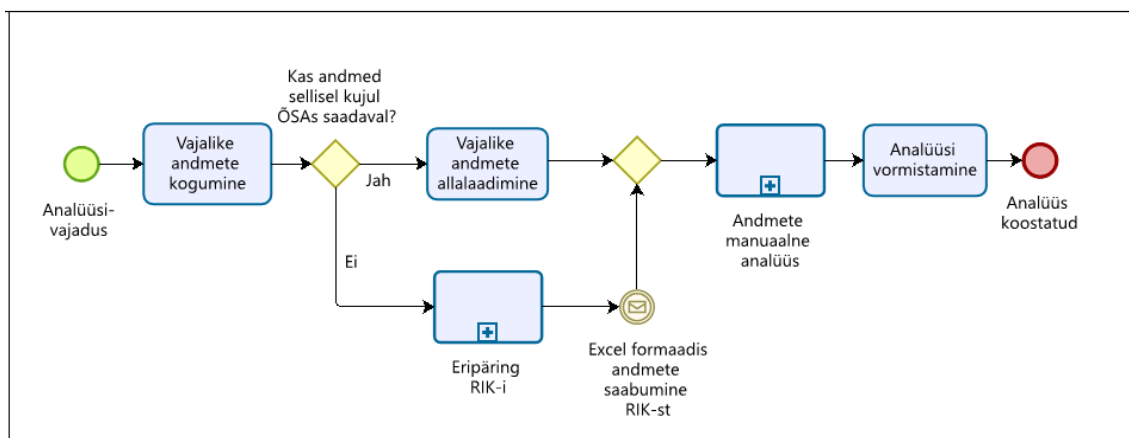 Analüüsi-
vajadus
Vajalike
andmete
kogumine
Kas andmed
sellisel kujul
ÕSAs saadaval?
Jah
Ei
Vajalike
andmete
allalaadimine
Eripäring
RIK-i
Excel formaadis
andmete
saabumine
RIK-st
Andmete
manuaalne
analüüs
Analüüsi
vormistamine
Analüüs
koostatud